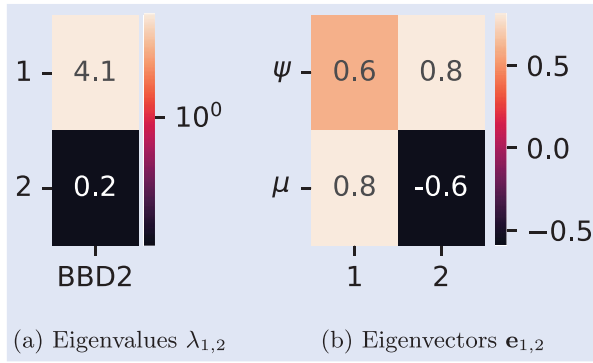 1
4.1
10⁰
2
0.2
BBD2
ψ
0.6
0.8
0.5
0.0
μ
0.8
-0.6
−0.5
1
2
(a) Eigenvalues λ₁,₂
(b) Eigenvectors e₁,₂